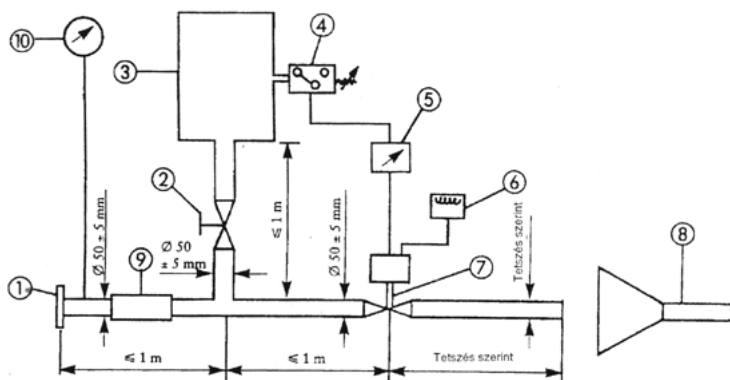 ⑩
④
③
⑤
②
⑥
≤ 1 m
Ø 50 ± 5 mm
Ø 50
± 5 mm
Ø 50 ± 5 mm
Tetszés szerint
⑨
⑦
⑧
①
≤ 1 m
≤ 1 m
Tetszés szerint